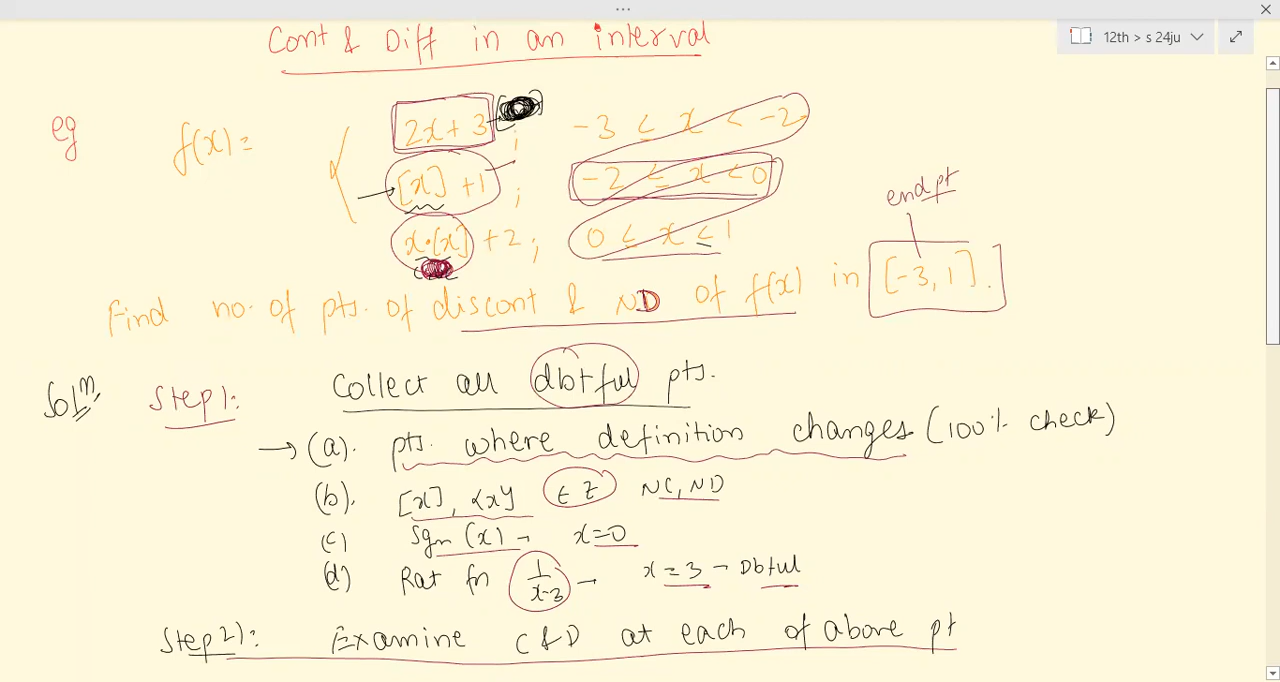 12th > s 24ju
Cont & Diff in an interval
eg
f(x) =
2x + 3 ; -3 ≤ x < -2
[x] + 1 ; -2 ≤ x < 0
x·[x] + 2 ; 0 ≤ x ≤ 1
end pt
Find no. of pts. of discont & ND of f(x) in [-3, 1].
Solⁿ. Step 1: Collect all dbtful pts.
→ (a). pts. where definition changes (100% check)
(b). [x], {x} ∈ Z NC, ND
(c) Sgn (x) → x=0
(d) Rat fn 1/(x-3) → x = 3 → Dbtful
Step 2): Examine C&D at each of above pt